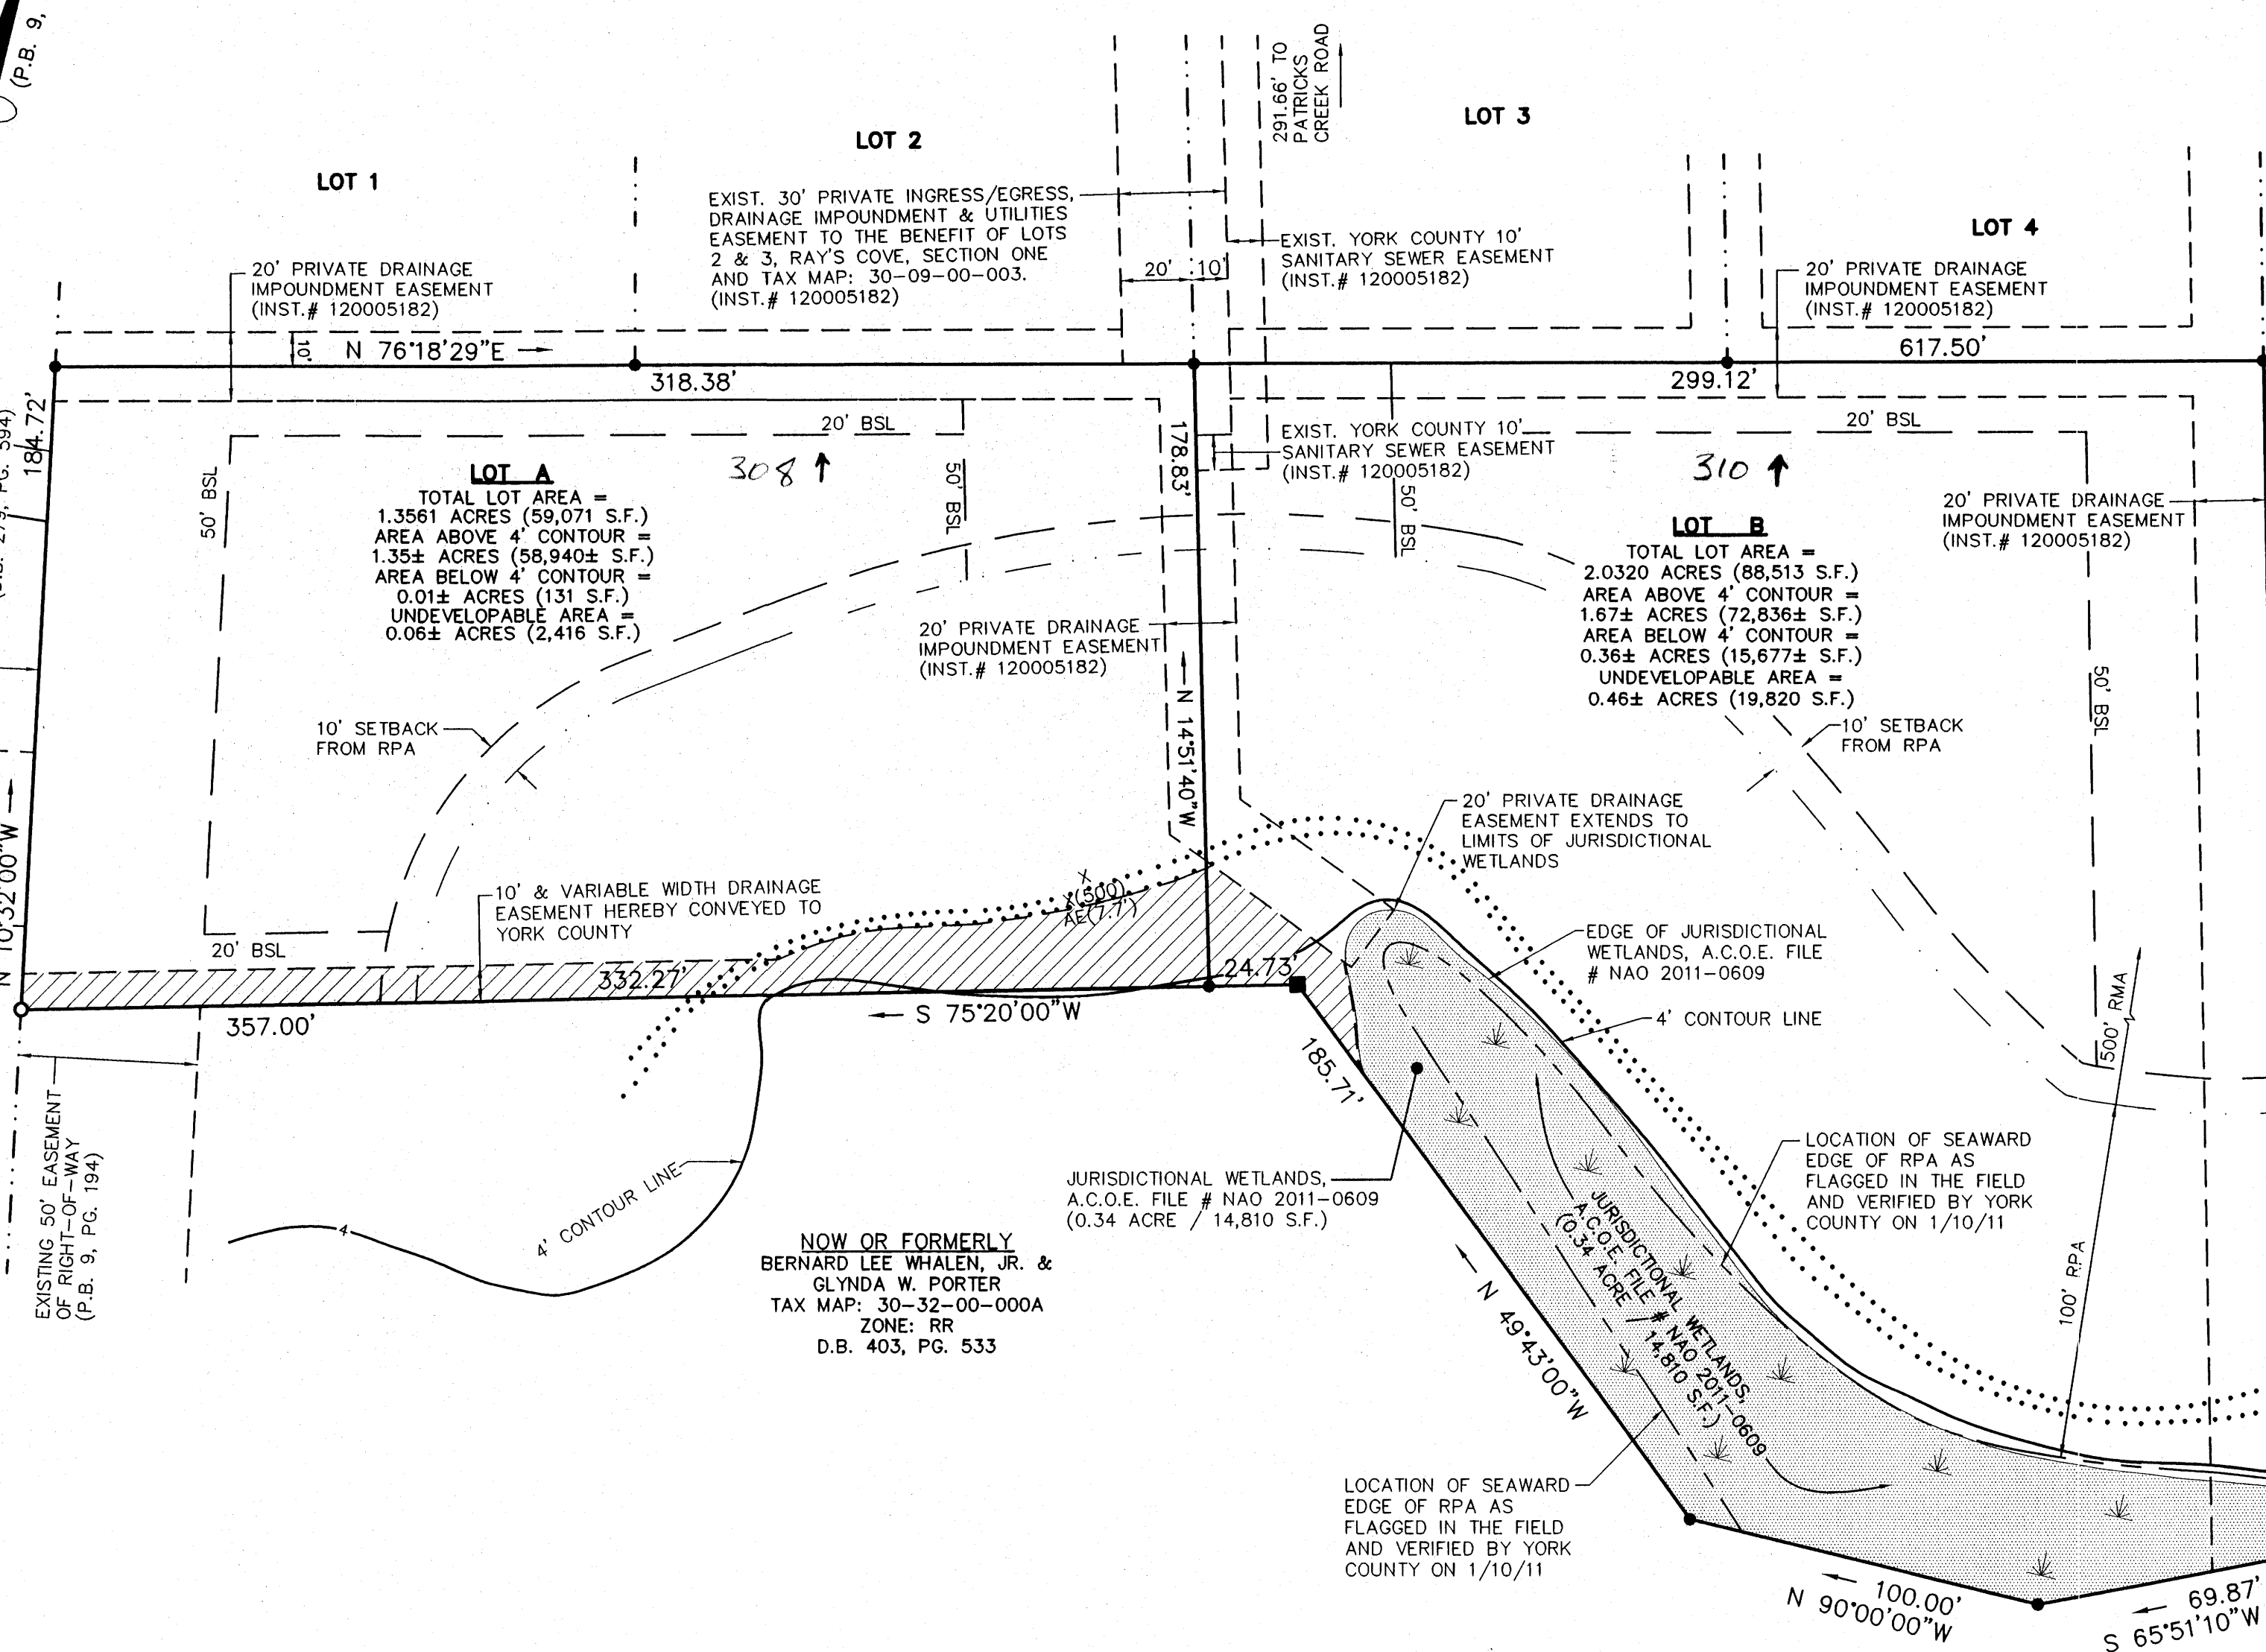 (P.B. 9,
291.66' TO
PATRICKS
CREEK ROAD
LOT 1
LOT 2
LOT 3
LOT 4
EXIST. 30' PRIVATE INGRESS/EGRESS,
DRAINAGE IMPOUNDMENT & UTILITIES
EASEMENT TO THE BENEFIT OF LOTS
2 & 3, RAY'S COVE, SECTION ONE
AND TAX MAP: 30-09-00-003.
(INST.# 120005182)
20' PRIVATE DRAINAGE
IMPOUNDMENT EASEMENT
(INST.# 120005182)
20'
10'
EXIST. YORK COUNTY 10'
SANITARY SEWER EASEMENT
(INST.# 120005182)
20' PRIVATE DRAINAGE
IMPOUNDMENT EASEMENT
(INST.# 120005182)
10'
N 76°18'29"E
318.38'
299.12'
617.50'
184.72'
20' BSL
50' BSL
LOT A
TOTAL LOT AREA =
1.3561 ACRES (59,071 S.F.)
AREA ABOVE 4' CONTOUR =
1.35± ACRES (58,940± S.F.)
AREA BELOW 4' CONTOUR =
0.01± ACRES (131 S.F.)
UNDEVELOPABLE AREA =
0.06± ACRES (2,416 S.F.)
308 ↑
50' BSL
178.83'
EXIST. YORK COUNTY 10'
SANITARY SEWER EASEMENT
(INST.# 120005182)
50' BSL
20' BSL
310 ↑
LOT B
TOTAL LOT AREA =
2.0320 ACRES (88,513 S.F.)
AREA ABOVE 4' CONTOUR =
1.67± ACRES (72,836± S.F.)
AREA BELOW 4' CONTOUR =
0.36± ACRES (15,677± S.F.)
UNDEVELOPABLE AREA =
0.46± ACRES (19,820 S.F.)
20' PRIVATE DRAINAGE
IMPOUNDMENT EASEMENT
(INST.# 120005182)
50' BSL
20' PRIVATE DRAINAGE
IMPOUNDMENT EASEMENT
(INST.# 120005182)
N 14°51'40"W
10' SETBACK
FROM RPA
10' SETBACK
FROM RPA
N 10°32'00"W
20' PRIVATE DRAINAGE
EASEMENT EXTENDS TO
LIMITS OF JURISDICTIONAL
WETLANDS
10' & VARIABLE WIDTH DRAINAGE
EASEMENT HEREBY CONVEYED TO
YORK COUNTY
X
X(500)
AE(7.7')
20' BSL
332.27'
24.73'
357.00'
S 75°20'00"W
EDGE OF JURISDICTIONAL
WETLANDS, A.C.O.E. FILE
# NAO 2011-0609
4' CONTOUR LINE
500' RMA
100' RPA
185.71'
EXISTING 50' EASEMENT
OF RIGHT-OF-WAY
(P.B. 9, PG. 194)
4
4' CONTOUR LINE
JURISDICTIONAL WETLANDS,
A.C.O.E. FILE # NAO 2011-0609
(0.34 ACRE / 14,810 S.F.)
LOCATION OF SEAWARD
EDGE OF RPA AS
FLAGGED IN THE FIELD
AND VERIFIED BY YORK
COUNTY ON 1/10/11
NOW OR FORMERLY
BERNARD LEE WHALEN, JR. &
GLYNDA W. PORTER
TAX MAP: 30-32-00-000A
ZONE: RR
D.B. 403, PG. 533
JURISDICTIONAL WETLANDS,
A.C.O.E. FILE # NAO 2011-0609
(0.34 ACRE / 14,810 S.F.)
N 49°43'00"W
LOCATION OF SEAWARD
EDGE OF RPA AS
FLAGGED IN THE FIELD
AND VERIFIED BY YORK
COUNTY ON 1/10/11
100.00'
N 90°00'00"W
69.87'
S 65°51'10"W